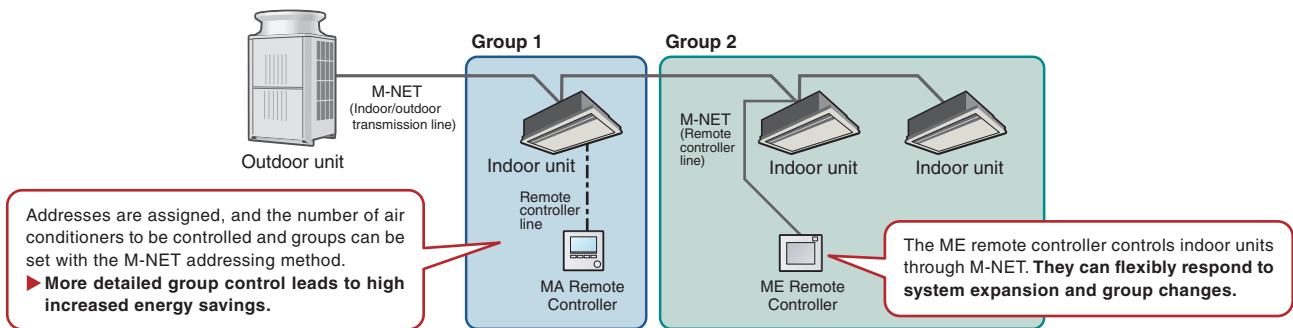 Group 1
Group 2
M-NET
(Indoor/outdoor
transmission line)
Outdoor unit
Indoor unit
M-NET
(Remote
controller
line)
Indoor unit
Indoor unit
Remote
controller
line
MA Remote
Controller
ME Remote
Controller
Addresses are assigned, and the number of air
conditioners to be controlled and groups can be
set with the M-NET addressing method.
▶ More detailed group control leads to high
increased energy savings.
The ME remote controller controls indoor units
through M-NET. They can flexibly respond to
system expansion and group changes.